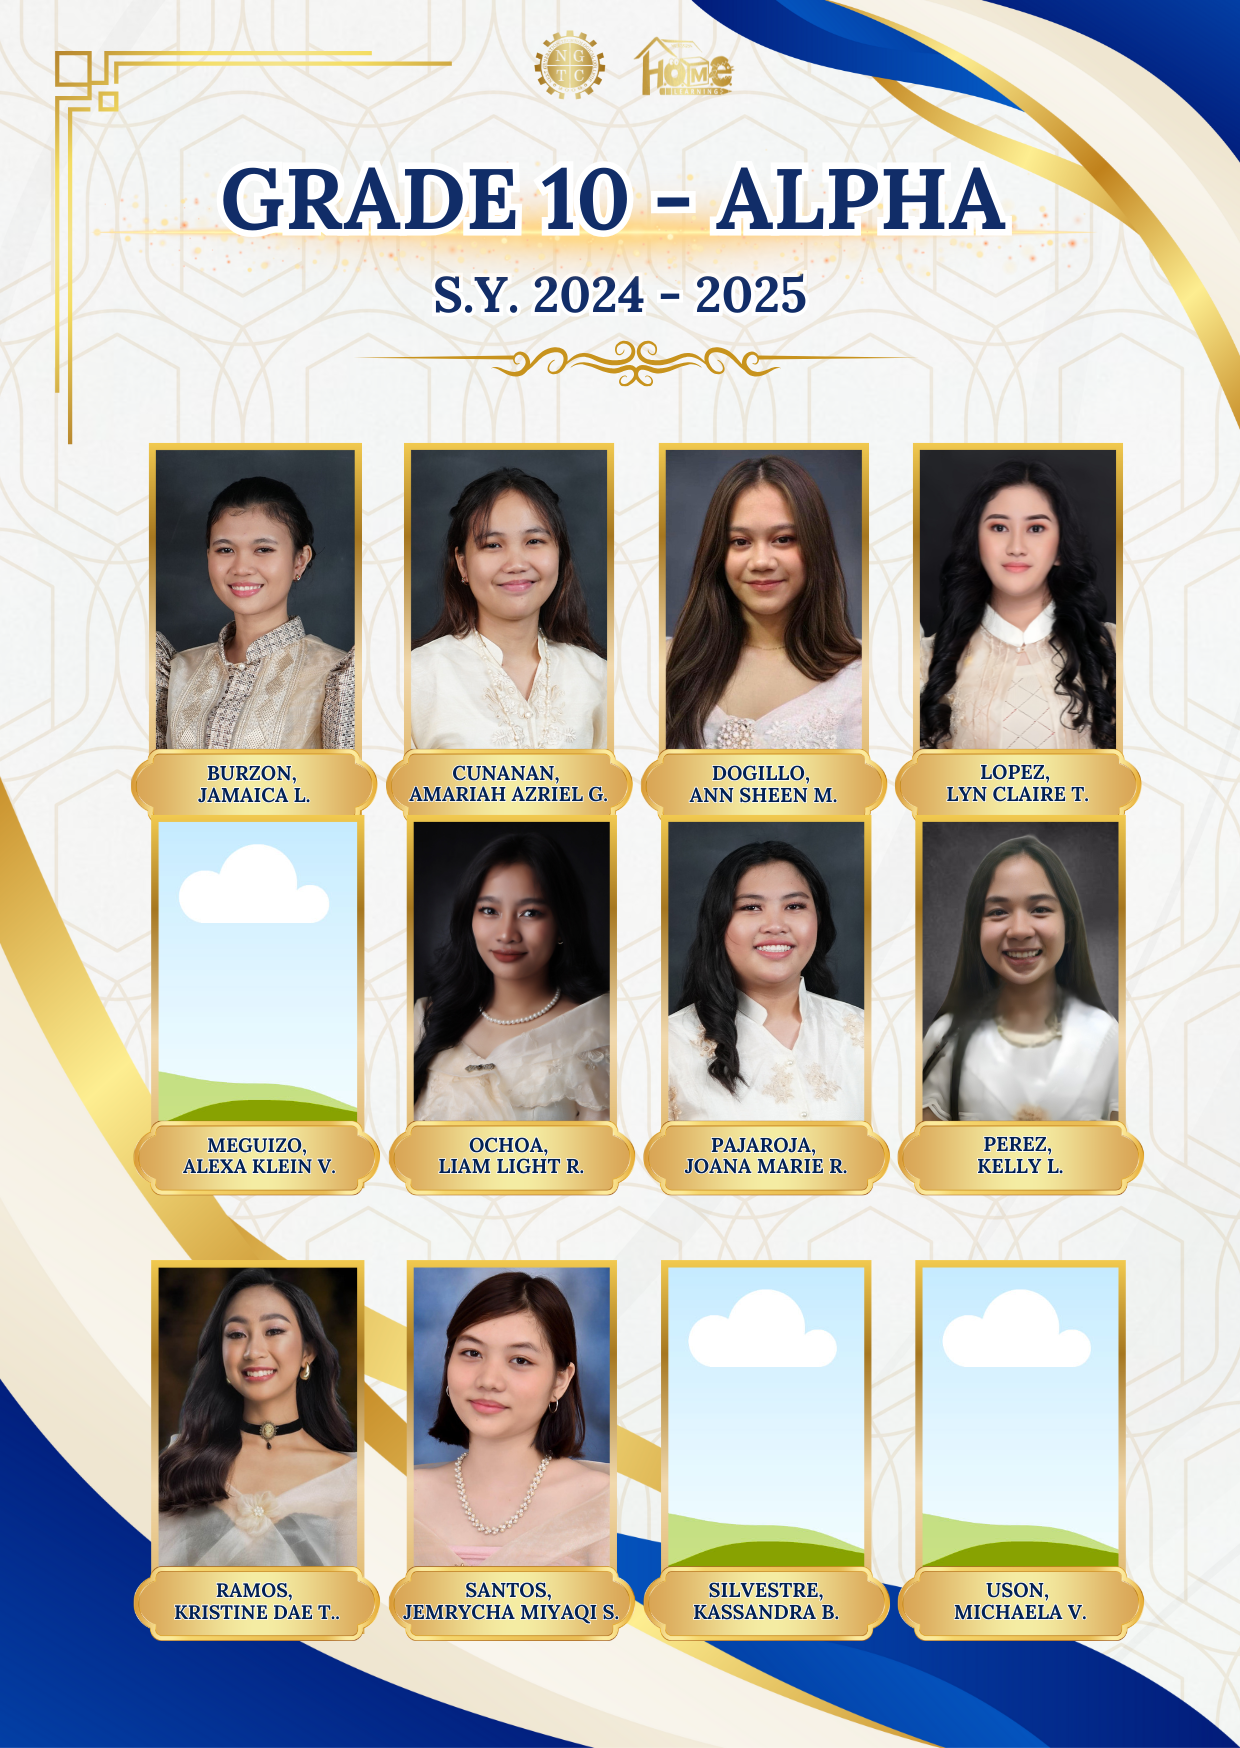 N G
T C
HOME
LEARNING
GRADE 10 - ALPHA
S.Y. 2024 - 2025
BURZON,
JAMAICA L.
CUNANAN,
AMARIAH AZRIEL G.
DOGILLO,
ANN SHEEN M.
LOPEZ,
LYN CLAIRE T.
MEGUIZO,
ALEXA KLEIN V.
OCHOA,
LIAM LIGHT R.
PAJAROJA,
JOANA MARIE R.
PEREZ,
KELLY L.
RAMOS,
KRISTINE DAE T..
SANTOS,
JEMRYCHA MIYAQI S.
SILVESTRE,
KASSANDRA B.
USON,
MICHAELA V.